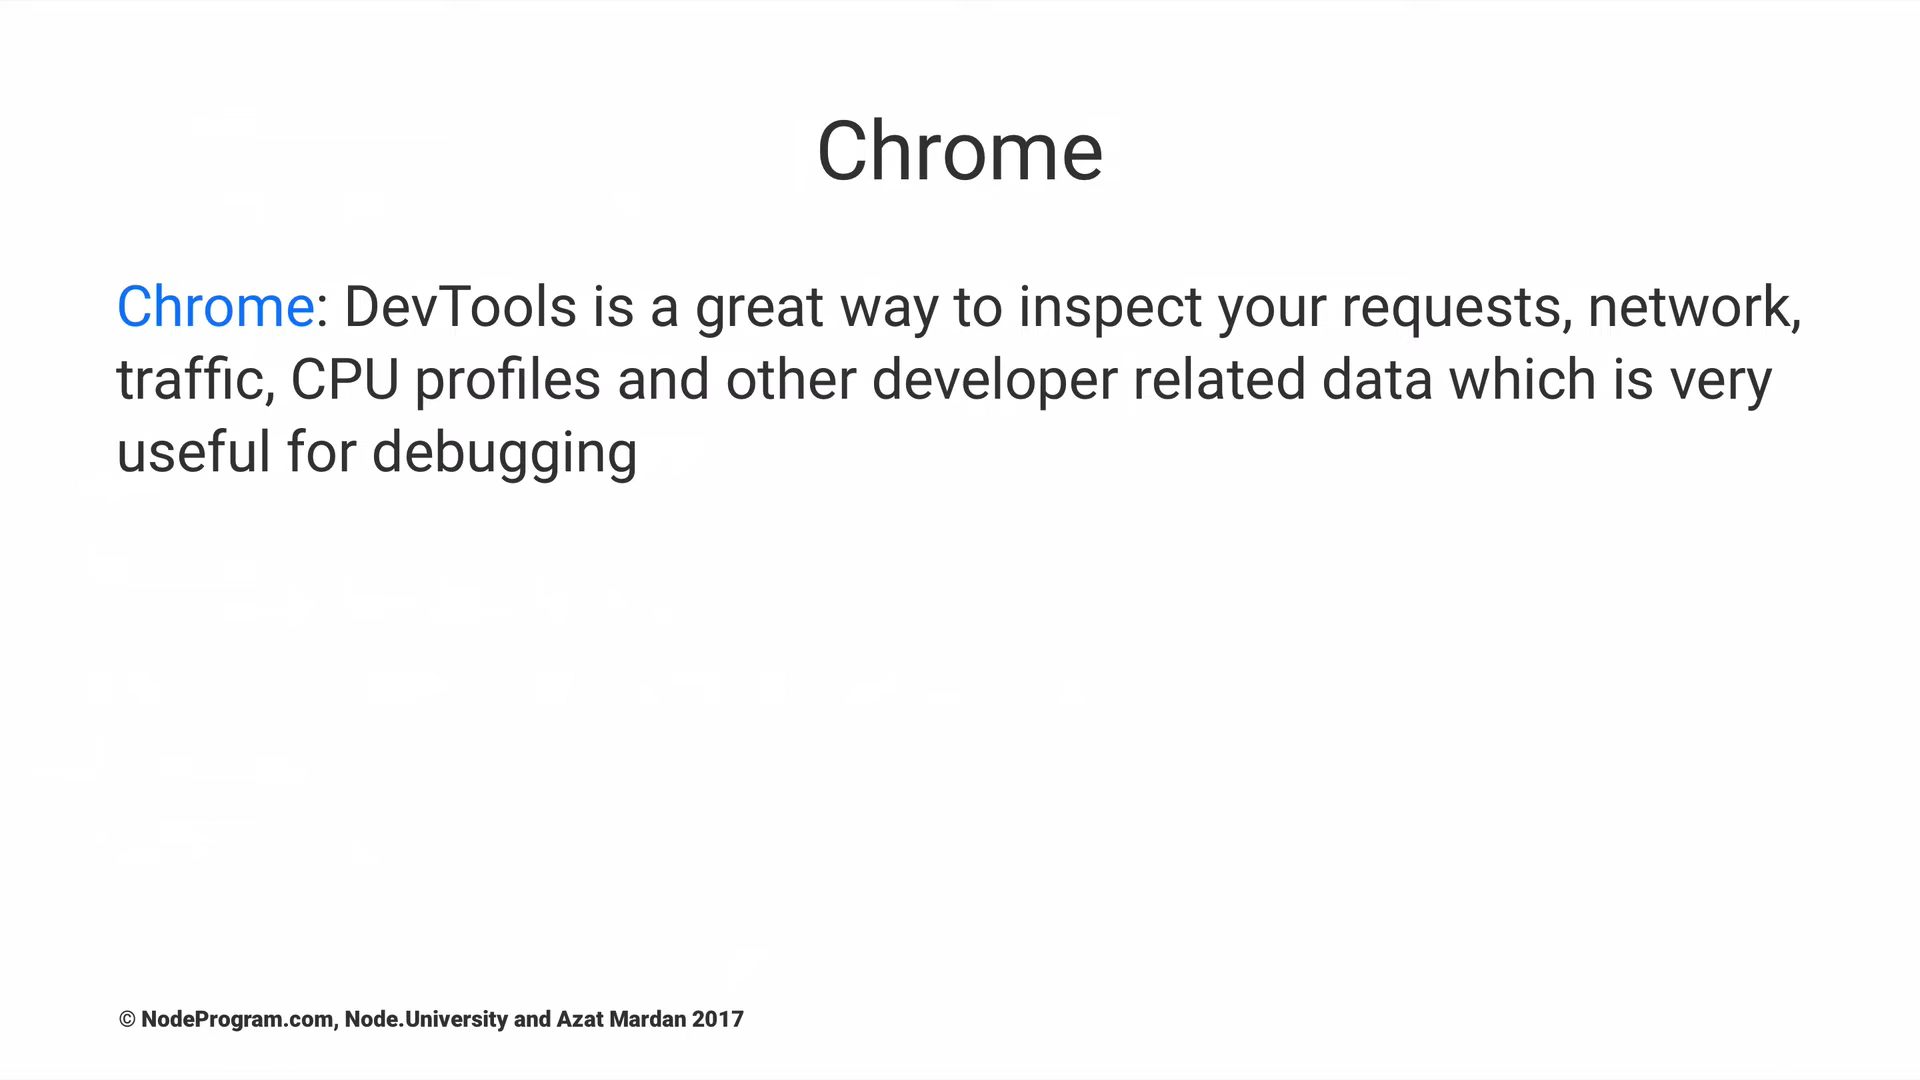 Chrome
Chrome: DevTools is a great way to inspect your requests, network,
traffic, CPU profiles and other developer related data which is very
useful for debugging
© NodeProgram.com, Node.University and Azat Mardan 2017